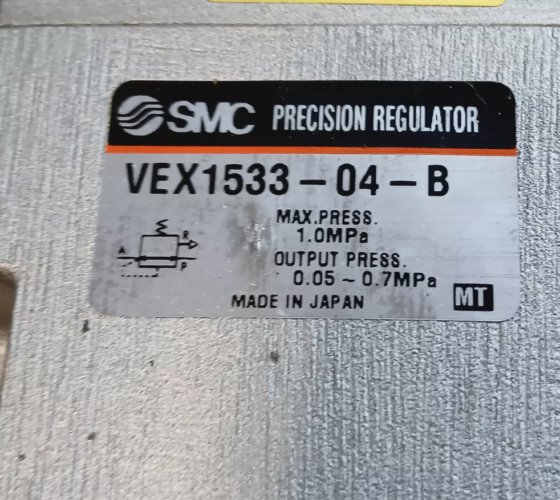 SMC PRECISION REGULATOR
VEX1533-04-B
MAX.PRESS.
1.0MPa
OUTPUT PRESS.
0.05 ~ 0.7MPa
MADE IN JAPAN
MT
A
R
P